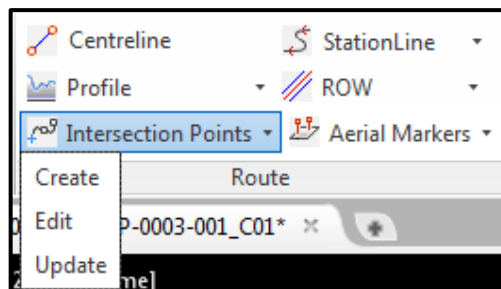 Centreline StationLine
Profile ROW
Intersection Points Aerial Markers
Create Route
Edit P-0003-001_C01*
Update me]